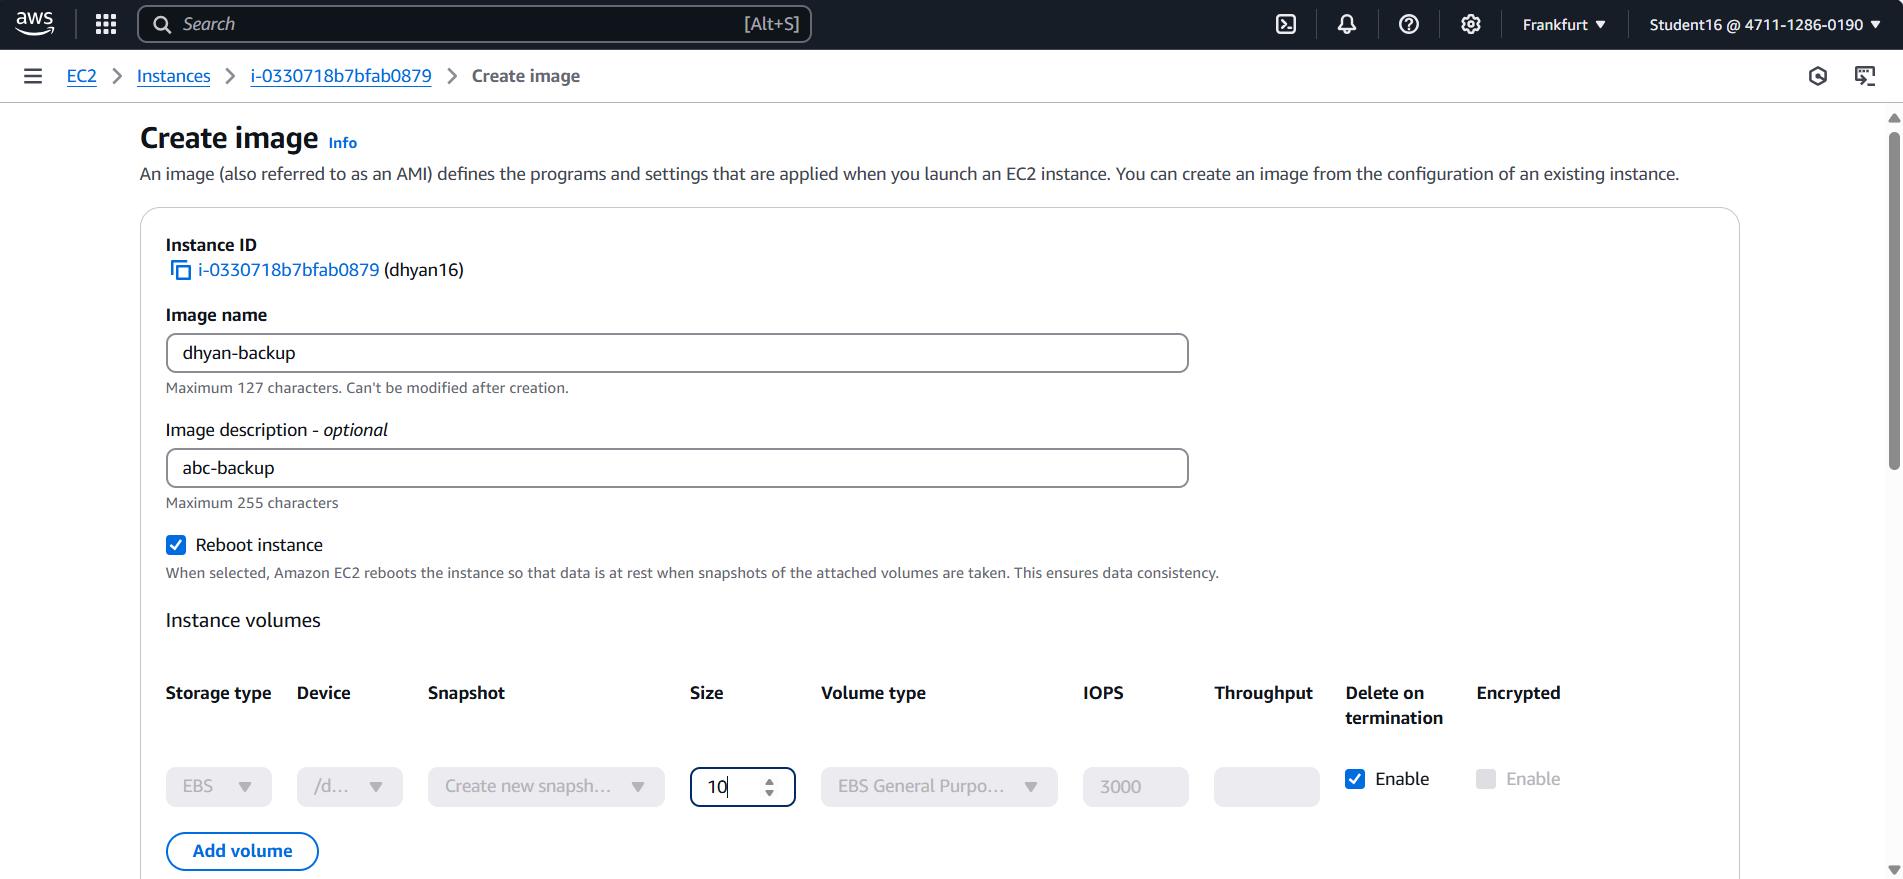 aws Search [Alt+S] Frankfurt Student16 @ 4711-1286-0190
EC2 Instances i-0330718b7bfab0879 Create image
Create image Info
An image (also referred to as an AMI) defines the programs and settings that are applied when you launch an EC2 instance. You can create an image from the configuration of an existing instance.
Instance ID
i-0330718b7bfab0879 (dhyan16)
Image name
dhyan-backup
Maximum 127 characters. Can't be modified after creation.
Image description - optional
abc-backup
Maximum 255 characters
Reboot instance
When selected, Amazon EC2 reboots the instance so that data is at rest when snapshots of the attached volumes are taken. This ensures data consistency.
Instance volumes
Storage type Device Snapshot Size Volume type IOPS Throughput Delete on termination Encrypted
EBS /d... Create new snapsh... 10 EBS General Purpo... 3000 Enable Enable
Add volume